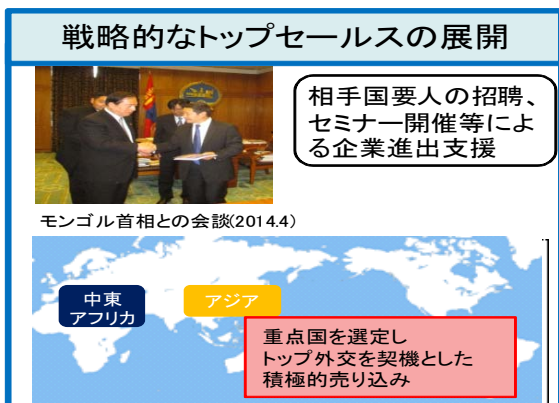 戦略的なトップセールスの展開
相手国要人の招聘、
セミナー開催等によ
る企業進出支援
モンゴル首相との会談(2014.4)
中東
アフリカ
アジア
重点国を選定し
トップ外交を契機とした
積極的売り込み